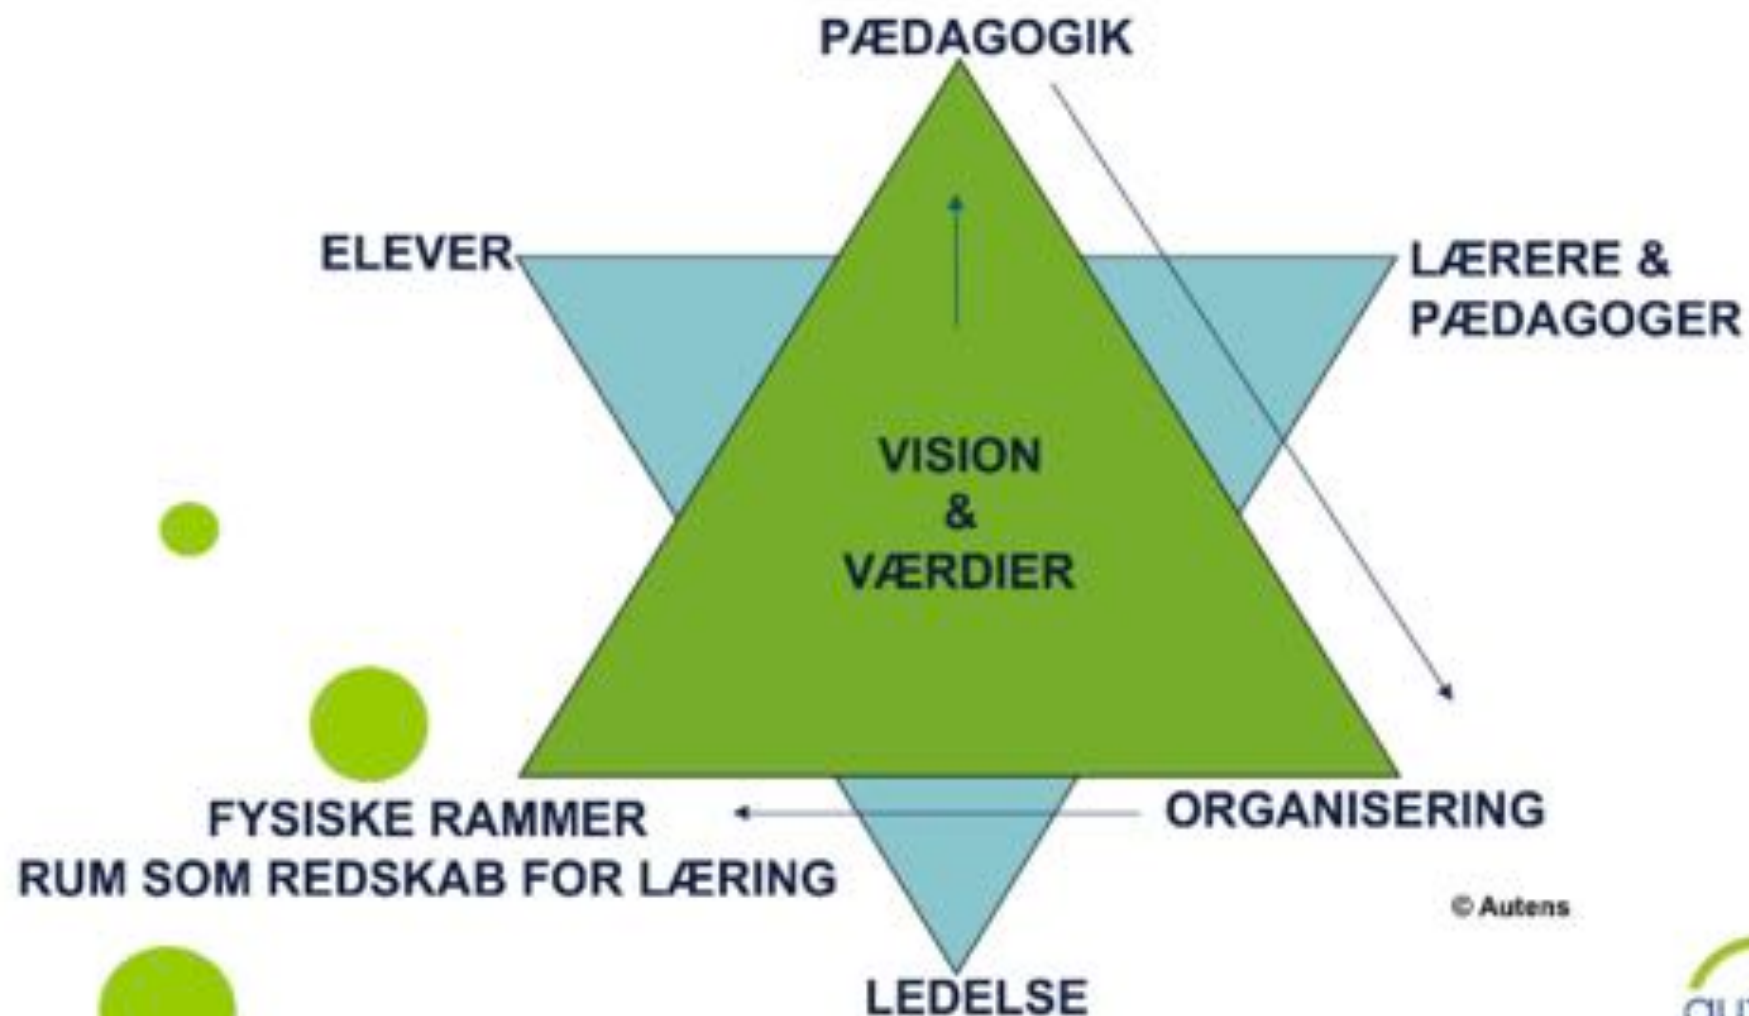 PÆDAGOGIK
ELEVER
LÆRERE &
PÆDAGOGER
VISION
&
VÆRDIER
FYSISKE RAMMER
RUM SOM REDSKAB FOR LÆRING
ORGANISERING
© Autens
LEDELSE